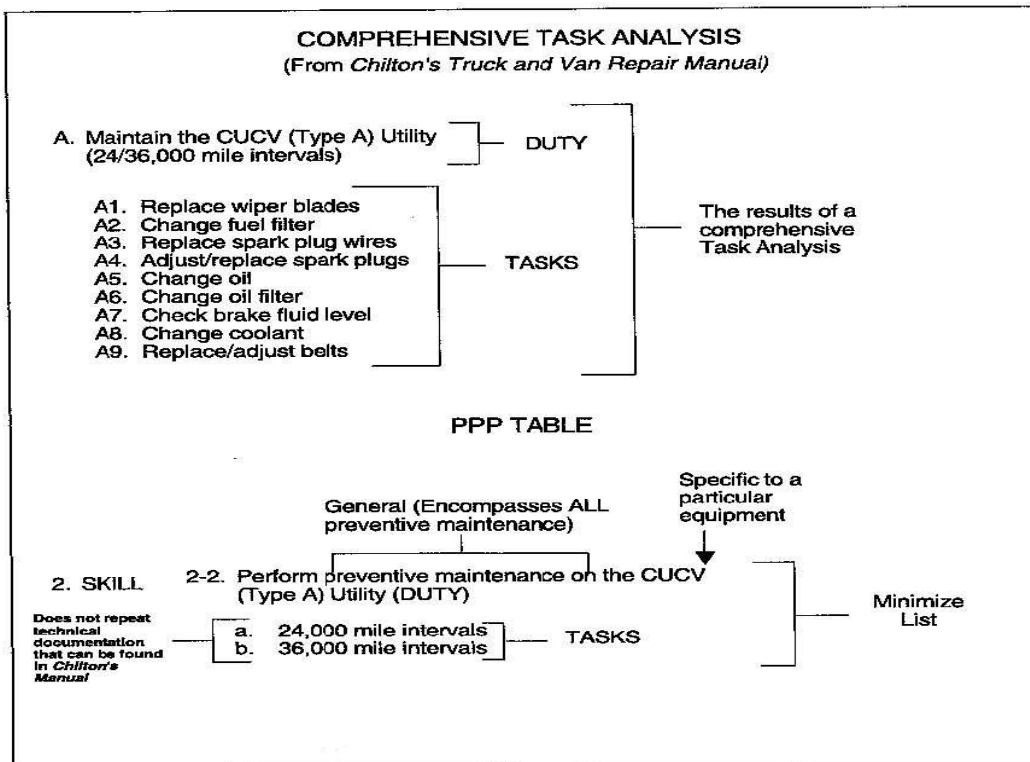 COMPREHENSIVE TASK ANALYSIS
(From Chilton's Truck and Van Repair Manual)
A. Maintain the CUCV (Type A) Utility
(24/36,000 mile intervals)
DUTY
A1. Replace wiper blades
A2. Change fuel filter
A3. Replace spark plug wires
A4. Adjust/replace spark plugs
A5. Change oil
A6. Change oil filter
A7. Check brake fluid level
A8. Change coolant
A9. Replace/adjust belts
TASKS
The results of a
comprehensive
Task Analysis
PPP TABLE
General (Encompasses ALL
preventive maintenance)
Specific to a
particular
equipment
2. SKILL
2-2. Perform preventive maintenance on the CUCV
(Type A) Utility (DUTY)
Does not repeat
technical
documentation
that can be found
in Chilton's
Manual
a. 24,000 mile intervals
b. 36,000 mile intervals
TASKS
Minimize
List